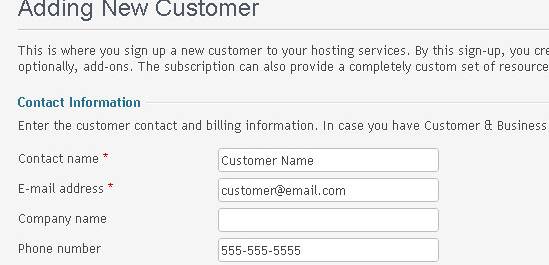 Adding New Customer
This is where you sign up a new customer to your hosting services. By this sign-up, you
optionally, add-ons. The subscription can also provide a completely custom set of
Contact Information
Enter the customer contact and billing information. In case you have Customer & Business
Contact name * Customer Name
E-mail address * customer@email.com
Company name
Phone number 555-555-5555